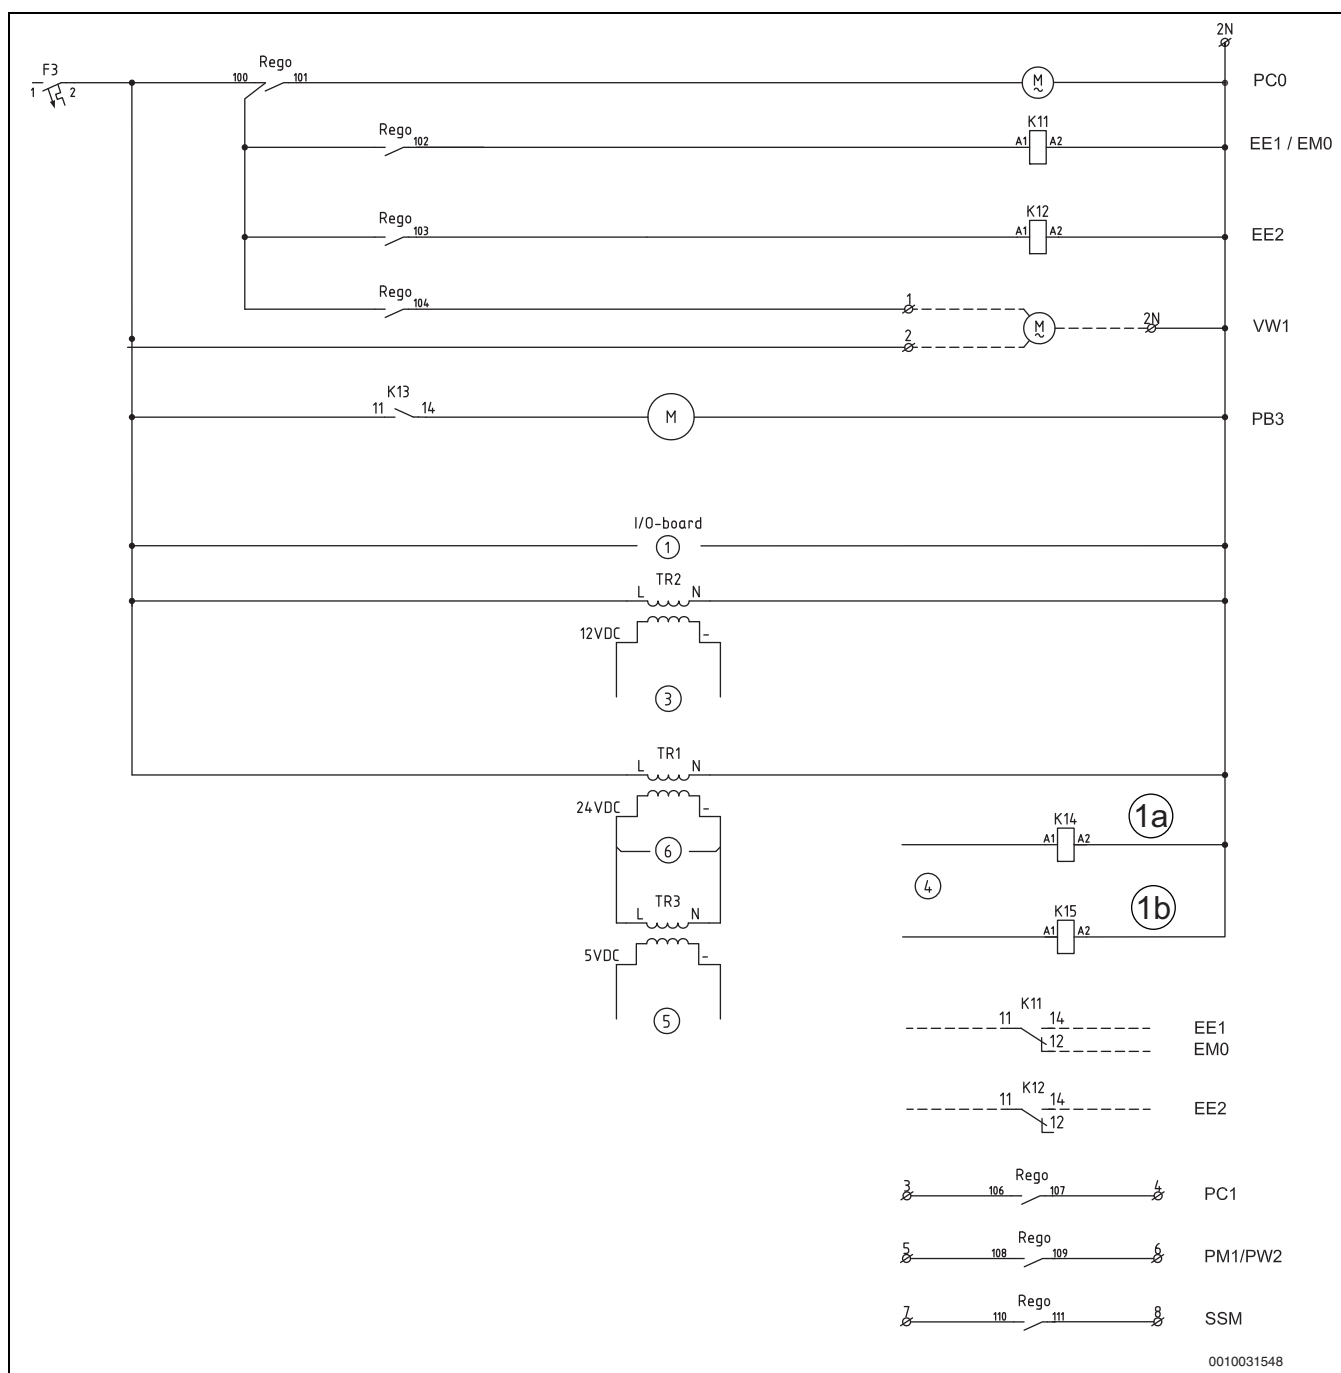 2N
F3
1 2
Rego
100 101
M
~
PC0
Rego
102
K11
A1 A2
EE1 / EM0
Rego
103
K12
A1 A2
EE2
Rego
104
1
2
M
~
2N
VW1
K13
11 14
M
PB3
I/O-board
1
TR2
L N
12VDC -
3
TR1
L N
24VDC -
6
TR3
L N
5VDC -
5
K14
A1 A2
1a
4
K15
A1 A2
1b
K11
11 14
12
EE1
EM0
K12
11 14
12
EE2
Rego
3 106 107 4
PC1
Rego
5 108 109 6
PM1/PW2
Rego
7 110 111 8
SSM
0010031548